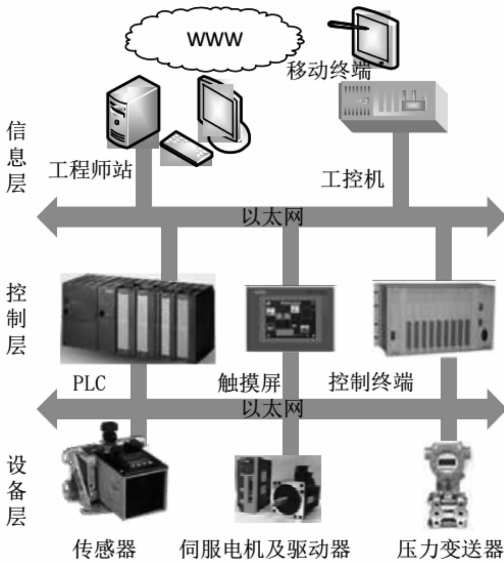 WWW
移动终端
信息层
工程师站
工控机
以太网
控制层
PLC
触摸屏
控制终端
以太网
设备层
传感器
伺服电机及驱动器
压力变送器